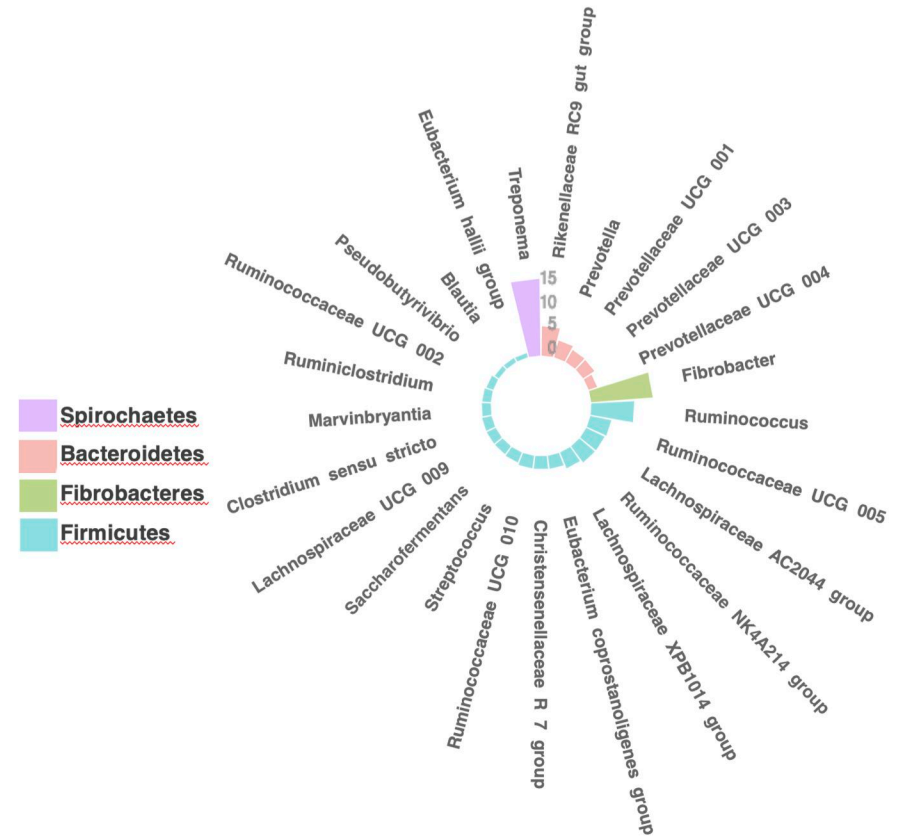 Rikenellaceae RC9 gut group
Prevotella
Prevotellaceae UCG 001
Prevotellaceae UCG 003
Prevotellaceae UCG 004
Fibrobacter
Ruminococcus
Ruminococcaceae UCG 005
Lachnospiraceae AC2044 group
Ruminococcaceae NK4A214 group
Lachnospiraceae XPB1014 group
Eubacterium coprostanoligenes group
Christensenellaceae R 7 group
Ruminococcaceae UCG 010
Streptococcus
Saccharofermentans
Lachnospiraceae UCG 009
Clostridium sensu stricto
Marvinbryantia
Ruminiclostridium
Ruminococcaceae UCG 002
Pseudobutyrivibrio
Blautia
Eubacterium hallii group
Treponema
15
10
5
0
Spirochaetes
Bacteroidetes
Fibrobacteres
Firmicutes